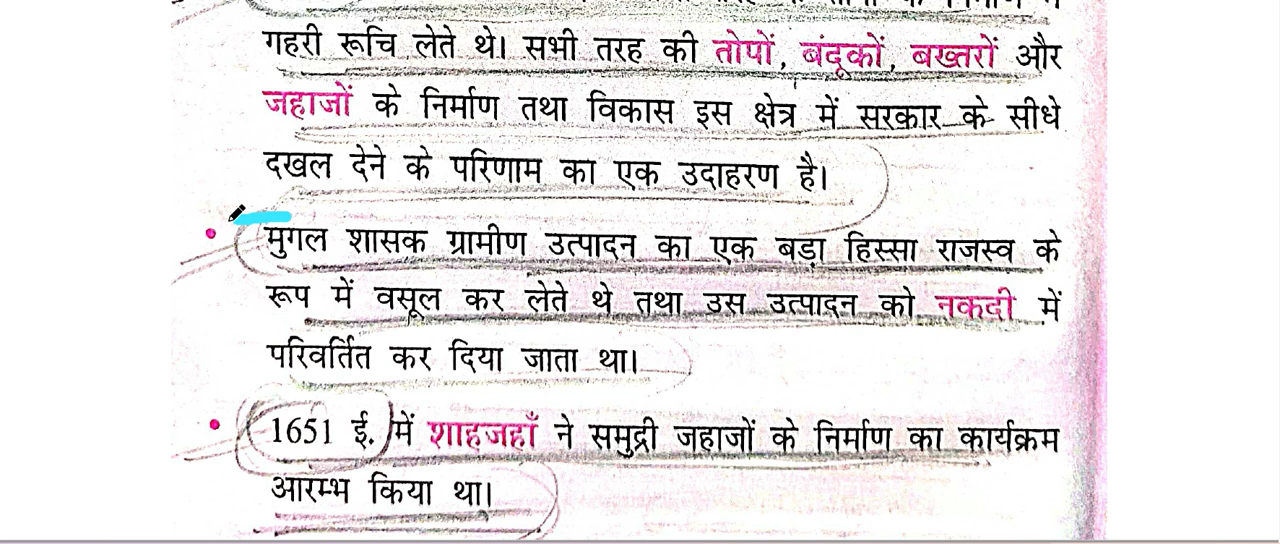 गहरी रूचि लेते थे। सभी तरह की तोपों, बंदूकों, बख्तरों और
जहाजों के निर्माण तथा विकास इस क्षेत्र में सरकार के सीधे
दखल देने के परिणाम का एक उदाहरण है।
• मुगल शासक ग्रामीण उत्पादन का एक बड़ा हिस्सा राजस्व के
रूप में वसूल कर लेते थे तथा उस उत्पादन को नकदी में
परिवर्तित कर दिया जाता था।
• 1651 ई. में शाहजहाँ ने समुद्री जहाजों के निर्माण का कार्यक्रम
आरम्भ किया था।